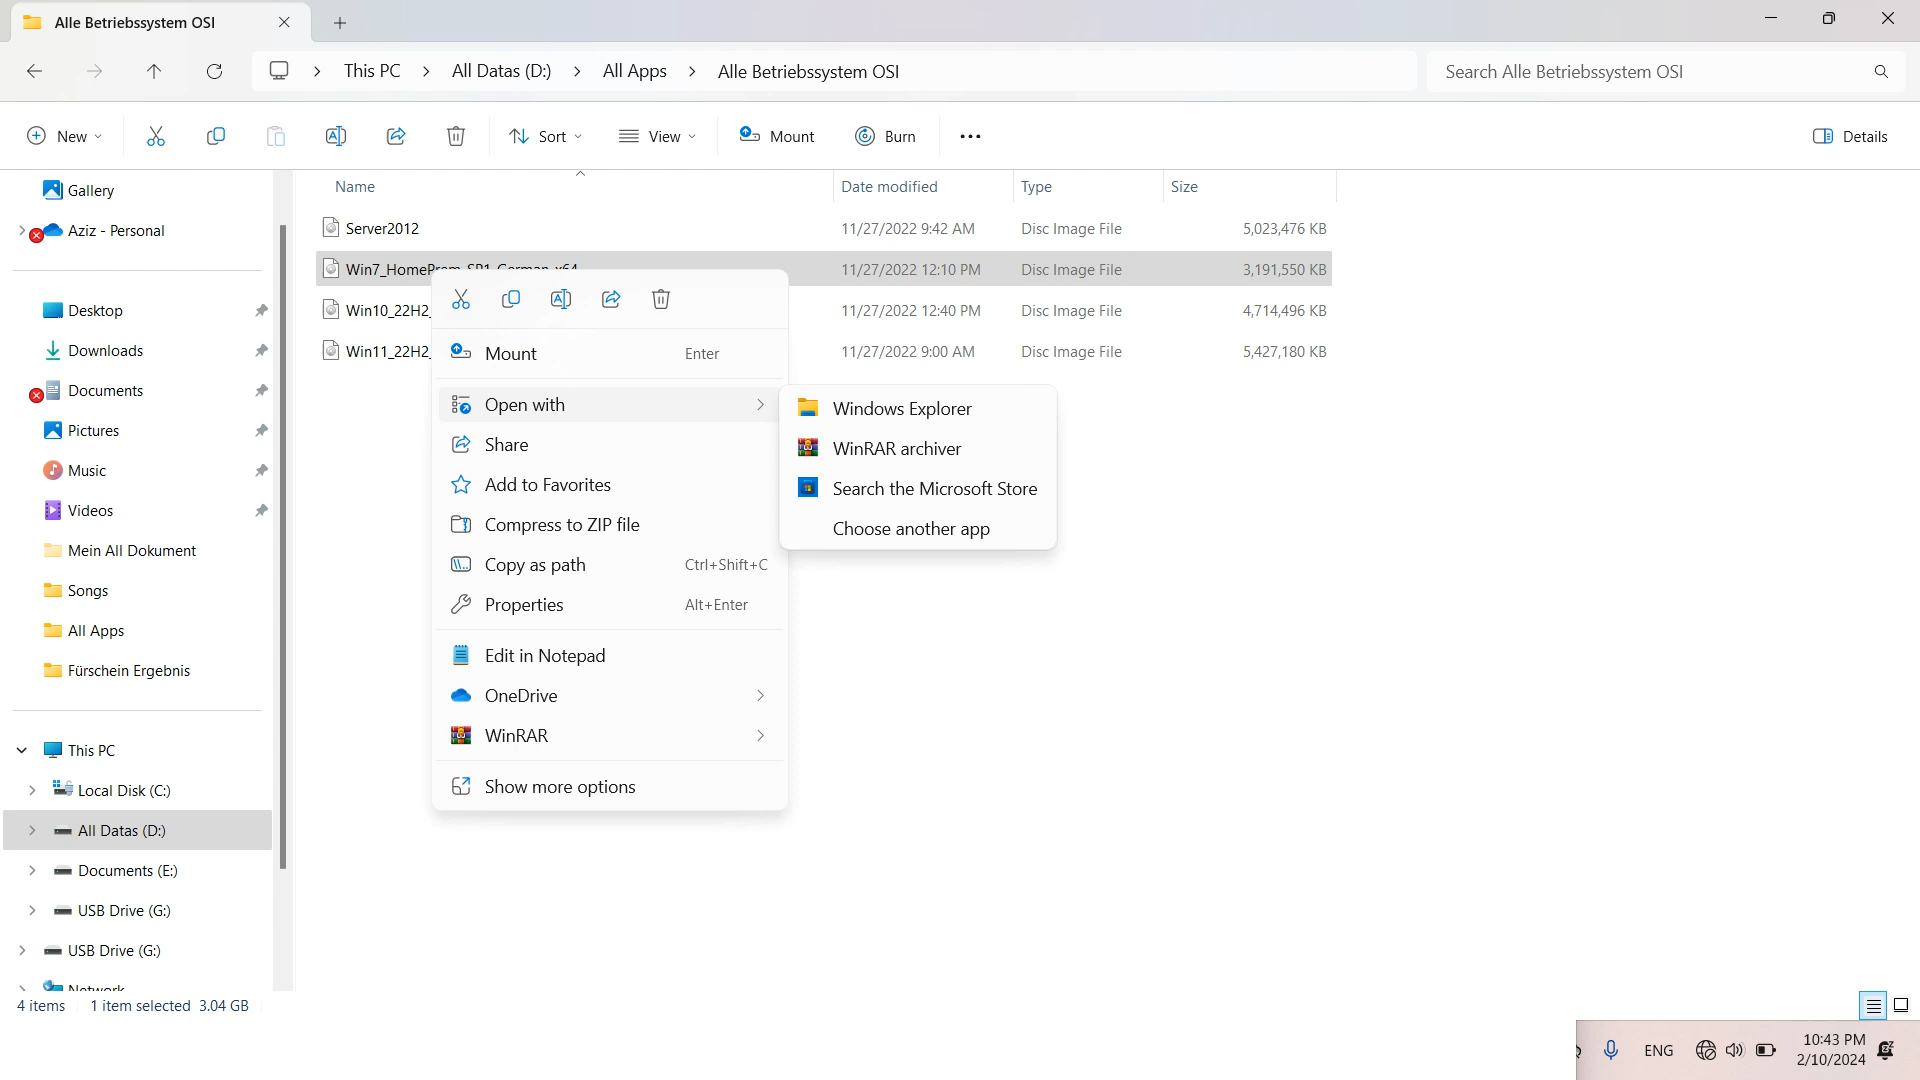 Alle Betriebssystem OSI
This PC
All Datas (D:)
All Apps
Alle Betriebssystem OSI
Search Alle Betriebssystem OSI
New
Sort
View
Mount
Burn
Details
Gallery
Aziz - Personal
Desktop
Downloads
Documents
Pictures
Music
Videos
Mein All Dokument
Songs
All Apps
Fürschein Ergebnis
This PC
Local Disk (C:)
All Datas (D:)
Documents (E:)
USB Drive (G:)
USB Drive (G:)
Network
Name Date modified Type Size
Server2012 11/27/2022 9:42 AM Disc Image File 5,023,476 KB
Win7_HomePrem_SP1_German_x64 11/27/2022 12:10 PM Disc Image File 3,191,550 KB
Win10_22H2_ 11/27/2022 12:40 PM Disc Image File 4,714,496 KB
Win11_22H2_ 11/27/2022 9:00 AM Disc Image File 5,427,180 KB
Mount Enter
Open with
Share
Add to Favorites
Compress to ZIP file
Copy as path Ctrl+Shift+C
Properties Alt+Enter
Edit in Notepad
OneDrive
WinRAR
Show more options
Windows Explorer
WinRAR archiver
Search the Microsoft Store
Choose another app
4 items 1 item selected 3.04 GB
ENG
10:43 PM
2/10/2024